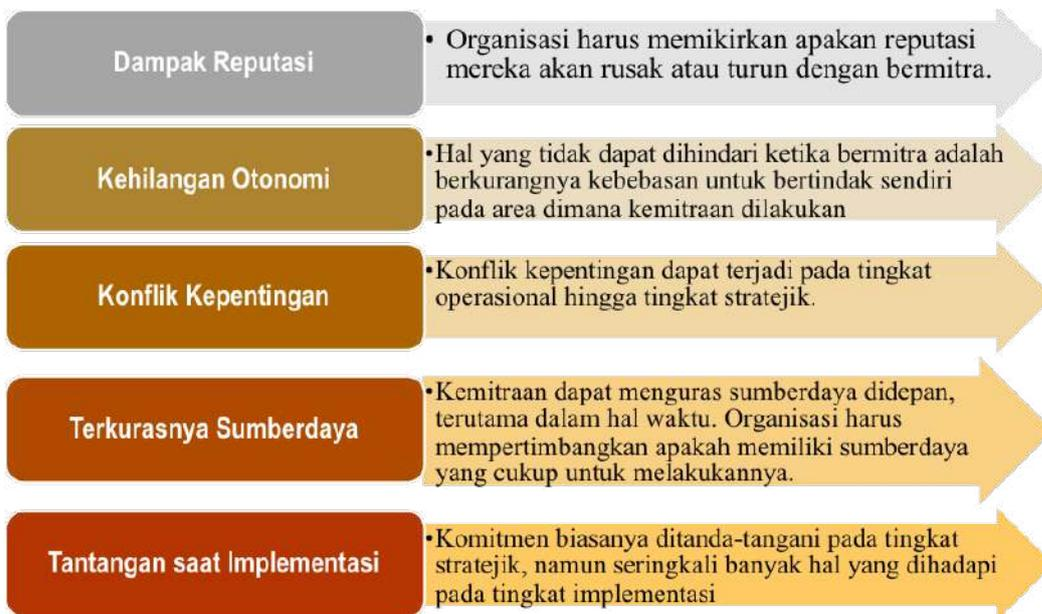 Dampak Reputasi
• Organisasi harus memikirkan apakan reputasi
mereka akan rusak atau turun dengan bermitra.
Kehilangan Otonomi
•Hal yang tidak dapat dihindari ketika bermitra adalah
berkurangnya kebebasan untuk bertindak sendiri
pada area dimana kemitraan dilakukan
Konflik Kepentingan
•Konflik kepentingan dapat terjadi pada tingkat
operasional hingga tingkat stratejik.
Terkurasnya Sumberdaya
•Kemitraan dapat menguras sumberdaya didepan,
terutama dalam hal waktu. Organisasi harus
mempertimbangkan apakah memiliki sumberdaya
yang cukup untuk melakukannya.
Tantangan saat Implementasi
•Komitmen biasanya ditanda-tangani pada tingkat
stratejik, namun seringkali banyak hal yang dihadapi
pada tingkat implementasi